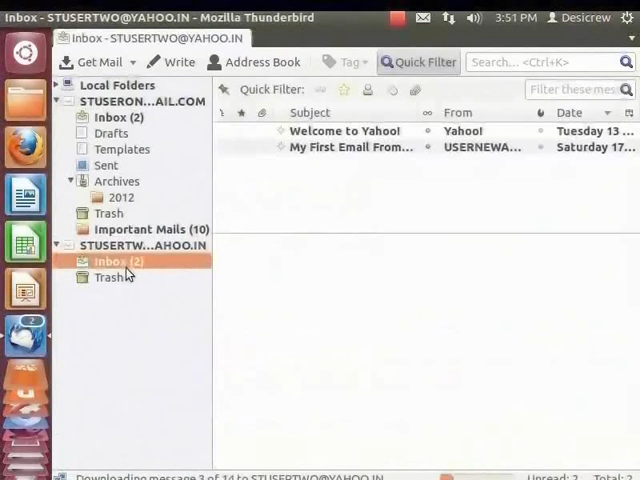 Inbox - STUSERTWO@YAHOO.IN - Mozilla Thunderbird
3:51 PM Desicrew
Inbox - STUSERTWO@YAHOO.IN
Get Mail Write Address Book Tag Quick Filter Search... <Ctrl+K>
Local Folders
STUSERON...AIL.COM
Inbox (2)
Drafts
Templates
Sent
Archives
2012
Trash
Important Mails (10)
STUSERTW...AHOO.IN
Inbox (2)
Trash
Quick Filter: Filter these mess
Subject From Date
Welcome to Yahoo! Yahoo! Tuesday 13 ...
My First Email From... USERNEWA... Saturday 17...
2
Downloading message 3 of 14 to STUSERTWO@YAHOO.IN Unread: 2 Total: 2